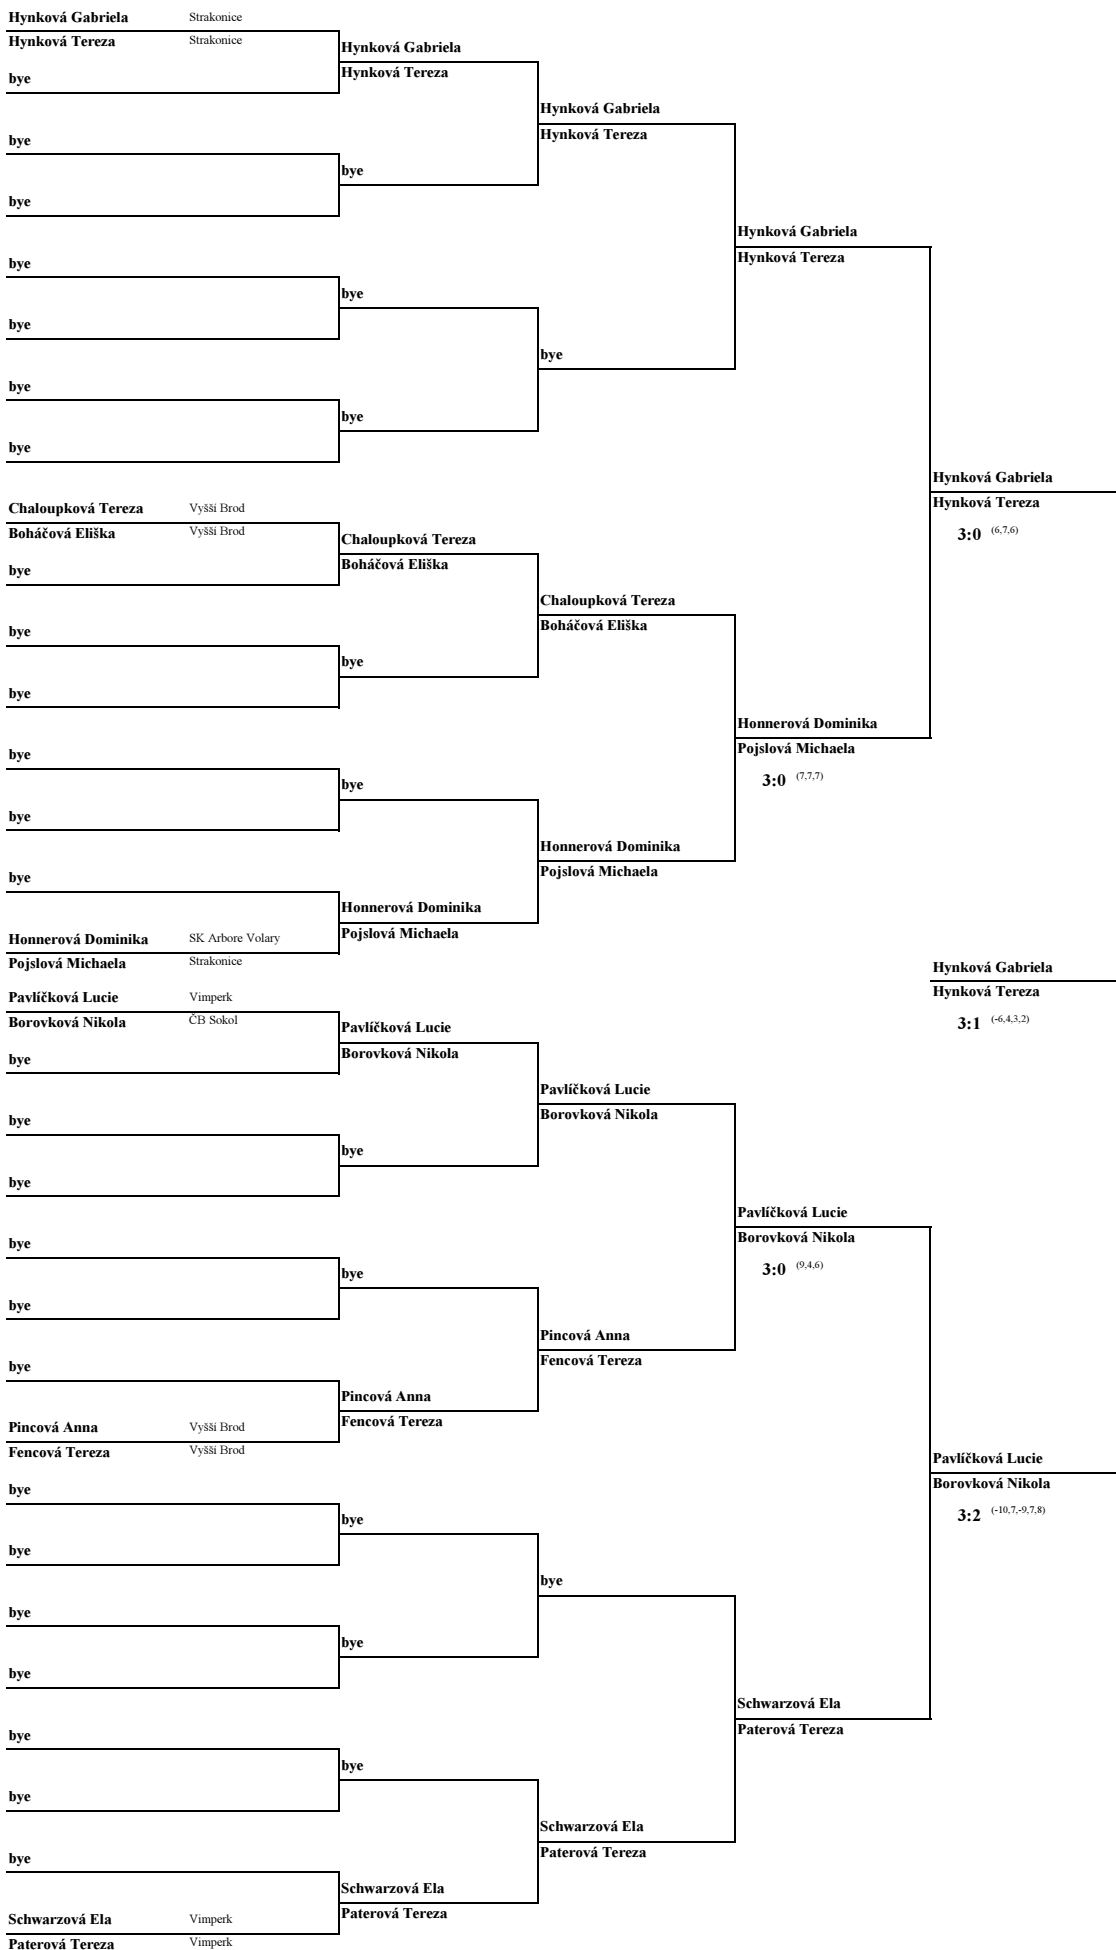 Hynková Gabriela Strakonice
Hynková Tereza Strakonice
Hynková Gabriela
Hynková Tereza
bye
Hynková Gabriela
Hynková Tereza
bye
bye
bye
Hynková Gabriela
Hynková Tereza
bye
bye
bye
bye
bye
bye
bye
Hynková Gabriela
Hynková Tereza
3:0 (6,7,6)
Chaloupková Tereza Vyšší Brod
Boháčová Eliška Vyšší Brod
Chaloupková Tereza
Boháčová Eliška
bye
Chaloupková Tereza
Boháčová Eliška
bye
bye
bye
Honnerová Dominika
Pojslová Michaela
3:0 (7,7,7)
bye
bye
bye
Honnerová Dominika
Pojslová Michaela
bye
Honnerová Dominika
Pojslová Michaela
Honnerová Dominika SK Arbore Volary
Pojslová Michaela Strakonice
Hynková Gabriela
Hynková Tereza
3:1 (-6,4,3,2)
Pavlíčková Lucie Vimperk
Borovková Nikola ČB Sokol
Pavlíčková Lucie
Borovková Nikola
bye
Pavlíčková Lucie
Borovková Nikola
bye
bye
bye
Pavlíčková Lucie
Borovková Nikola
3:0 (9,4,6)
bye
bye
bye
Pincová Anna
Fencová Tereza
bye
Pincová Anna
Fencová Tereza
Pincová Anna Vyšší Brod
Fencová Tereza Vyšší Brod
Pavlíčková Lucie
Borovková Nikola
3:2 (-10,7,-9,7,8)
bye
bye
bye
bye
bye
bye
bye
Schwarzová Ela
Paterová Tereza
bye
bye
bye
Schwarzová Ela
Paterová Tereza
bye
Schwarzová Ela
Paterová Tereza
Schwarzová Ela Vimperk
Paterová Tereza Vimperk